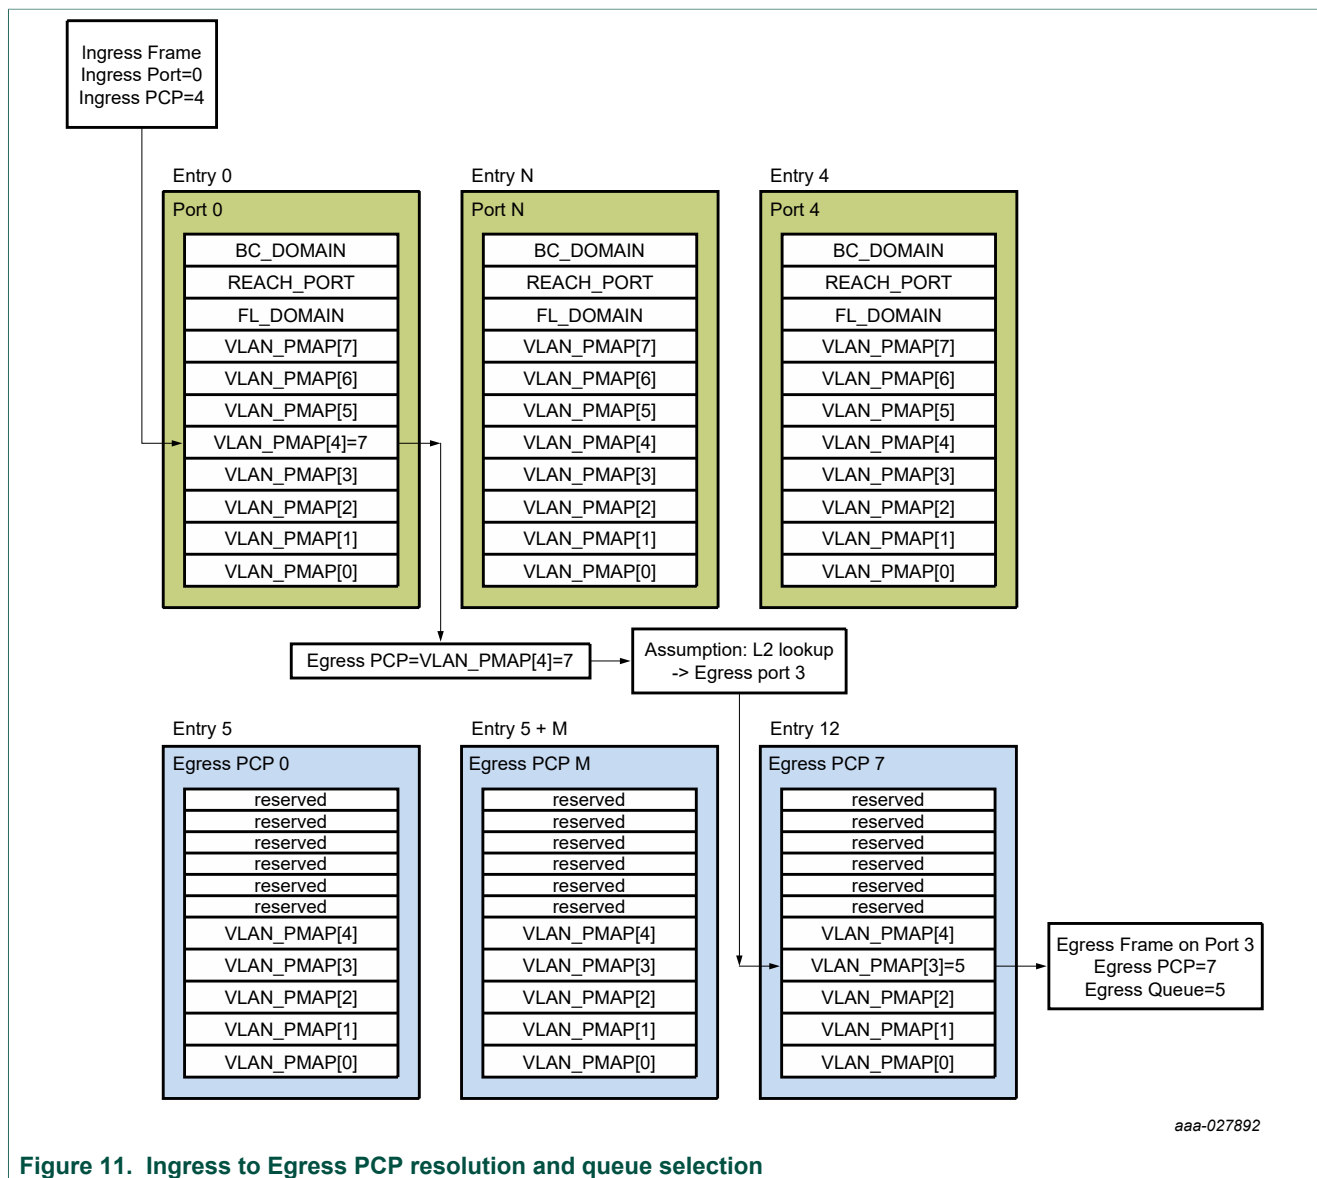 Ingress Frame
Ingress Port=0
Ingress PCP=4
Entry 0
Port 0
BC_DOMAIN
REACH_PORT
FL_DOMAIN
VLAN_PMAP[7]
VLAN_PMAP[6]
VLAN_PMAP[5]
VLAN_PMAP[4]=7
VLAN_PMAP[3]
VLAN_PMAP[2]
VLAN_PMAP[1]
VLAN_PMAP[0]
Entry N
Port N
BC_DOMAIN
REACH_PORT
FL_DOMAIN
VLAN_PMAP[7]
VLAN_PMAP[6]
VLAN_PMAP[5]
VLAN_PMAP[4]
VLAN_PMAP[3]
VLAN_PMAP[2]
VLAN_PMAP[1]
VLAN_PMAP[0]
Entry 4
Port 4
BC_DOMAIN
REACH_PORT
FL_DOMAIN
VLAN_PMAP[7]
VLAN_PMAP[6]
VLAN_PMAP[5]
VLAN_PMAP[4]
VLAN_PMAP[3]
VLAN_PMAP[2]
VLAN_PMAP[1]
VLAN_PMAP[0]
Egress PCP=VLAN_PMAP[4]=7
Assumption: L2 lookup
-> Egress port 3
Entry 5
Egress PCP 0
reserved
reserved
reserved
reserved
reserved
reserved
VLAN_PMAP[4]
VLAN_PMAP[3]
VLAN_PMAP[2]
VLAN_PMAP[1]
VLAN_PMAP[0]
Entry 5 + M
Egress PCP M
reserved
reserved
reserved
reserved
reserved
reserved
VLAN_PMAP[4]
VLAN_PMAP[3]
VLAN_PMAP[2]
VLAN_PMAP[1]
VLAN_PMAP[0]
Entry 12
Egress PCP 7
reserved
reserved
reserved
reserved
reserved
reserved
VLAN_PMAP[4]
VLAN_PMAP[3]=5
VLAN_PMAP[2]
VLAN_PMAP[1]
VLAN_PMAP[0]
Egress Frame on Port 3
Egress PCP=7
Egress Queue=5
aaa-027892
Figure 11. Ingress to Egress PCP resolution and queue selection